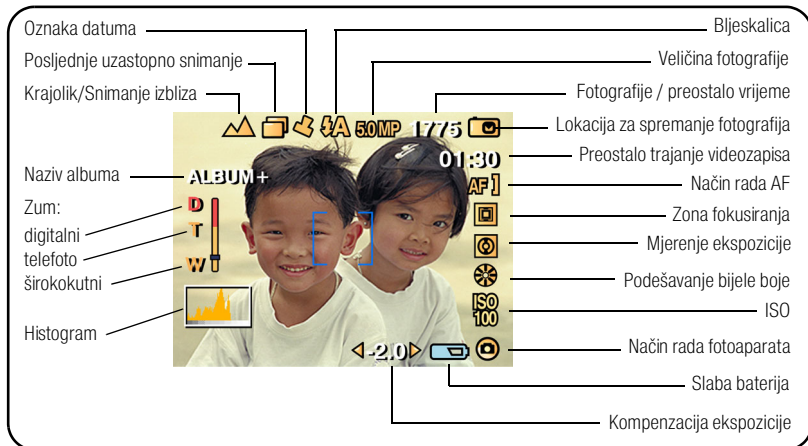 Oznaka datuma
Posljednje uzastopno snimanje
Krajolik/Snimanje izbliza
Naziv albuma
Zum:
digitalni
telefoto
širokokutni
Histogram
5.0MP 1775
01:30
ALBUM+
AF
D
T
W
ISO
100
-2.0
Bljeskalica
Veličina fotografije
Fotografije / preostalo vrijeme
Lokacija za spremanje fotografija
Preostalo trajanje videozapisa
Način rada AF
Zona fokusiranja
Mjerenje ekspozicije
Podešavanje bijele boje
ISO
Način rada fotoaparata
Slaba baterija
Kompenzacija ekspozicije